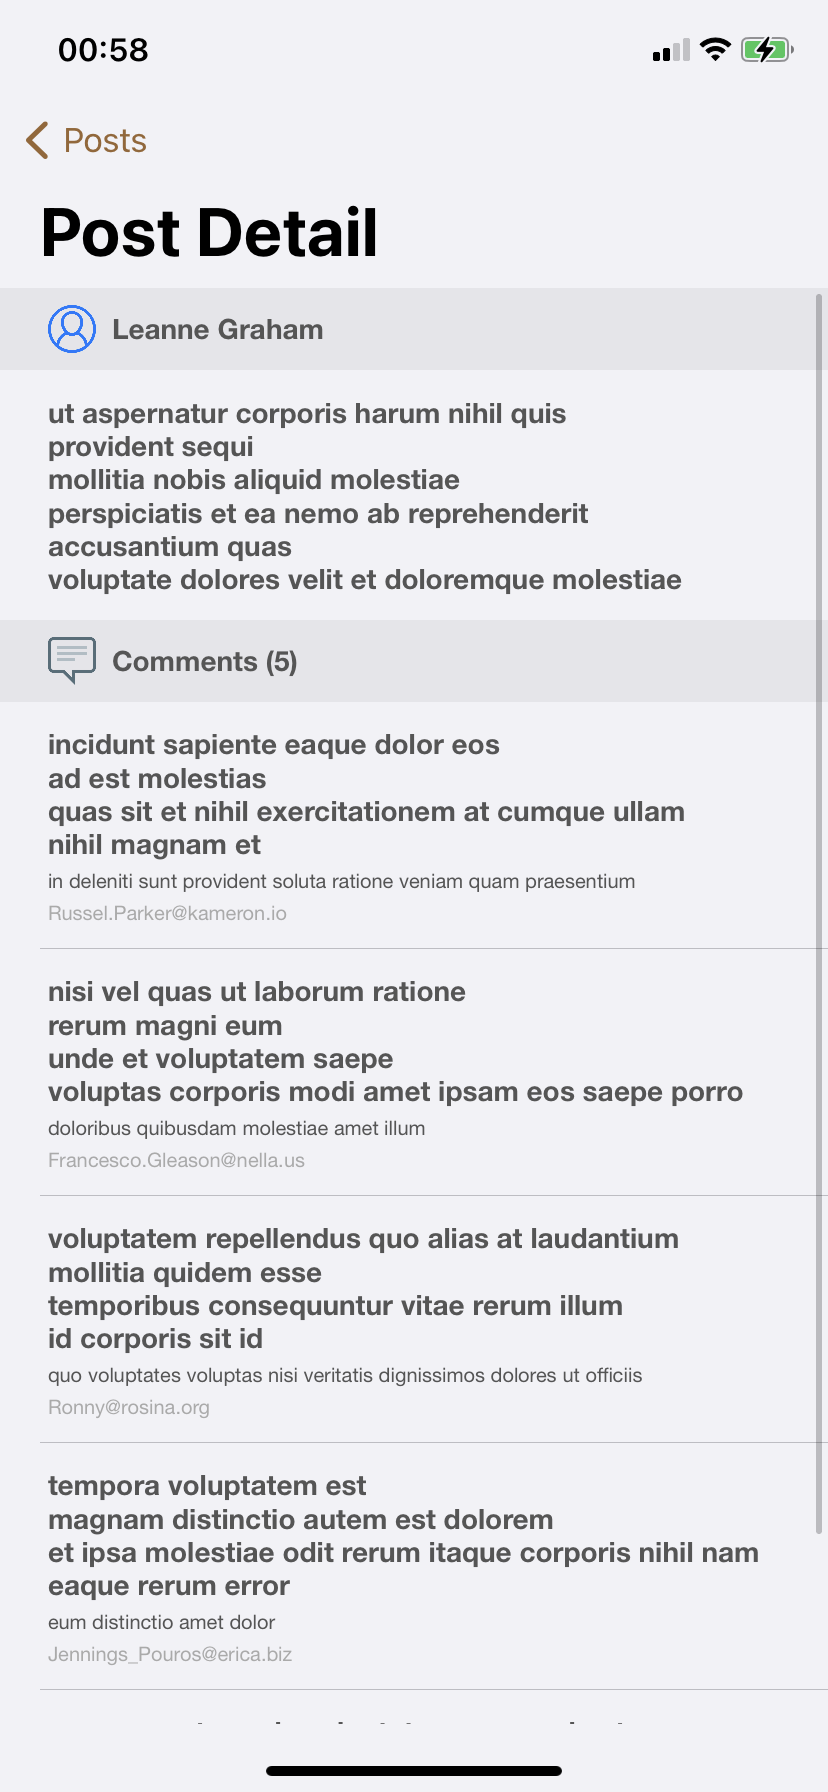 00:58
Posts
Post Detail
Leanne Graham
ut aspernatur corporis harum nihil quis
provident sequi
mollitia nobis aliquid molestiae
perspiciatis et ea nemo ab reprehenderit
accusantium quas
voluptate dolores velit et doloremque molestiae
Comments (5)
incidunt sapiente eaque dolor eos
ad est molestias
quas sit et nihil exercitationem at cumque ullam
nihil magnam et
in deleniti sunt provident soluta ratione veniam quam praesentium
Russel.Parker@kameron.io
nisi vel quas ut laborum ratione
rerum magni eum
unde et voluptatem saepe
voluptas corporis modi amet ipsam eos saepe porro
doloribus quibusdam molestiae amet illum
Francesco.Gleason@nella.us
voluptatem repellendus quo alias at laudantium
mollitia quidem esse
temporibus consequuntur vitae rerum illum
id corporis sit id
quo voluptates voluptas nisi veritatis dignissimos dolores ut officiis
Ronny@rosina.org
tempora voluptatem est
magnam distinctio autem est dolorem
et ipsa molestiae odit rerum itaque corporis nihil nam
eaque rerum error
eum distinctio amet dolor
Jennings_Pouros@erica.biz